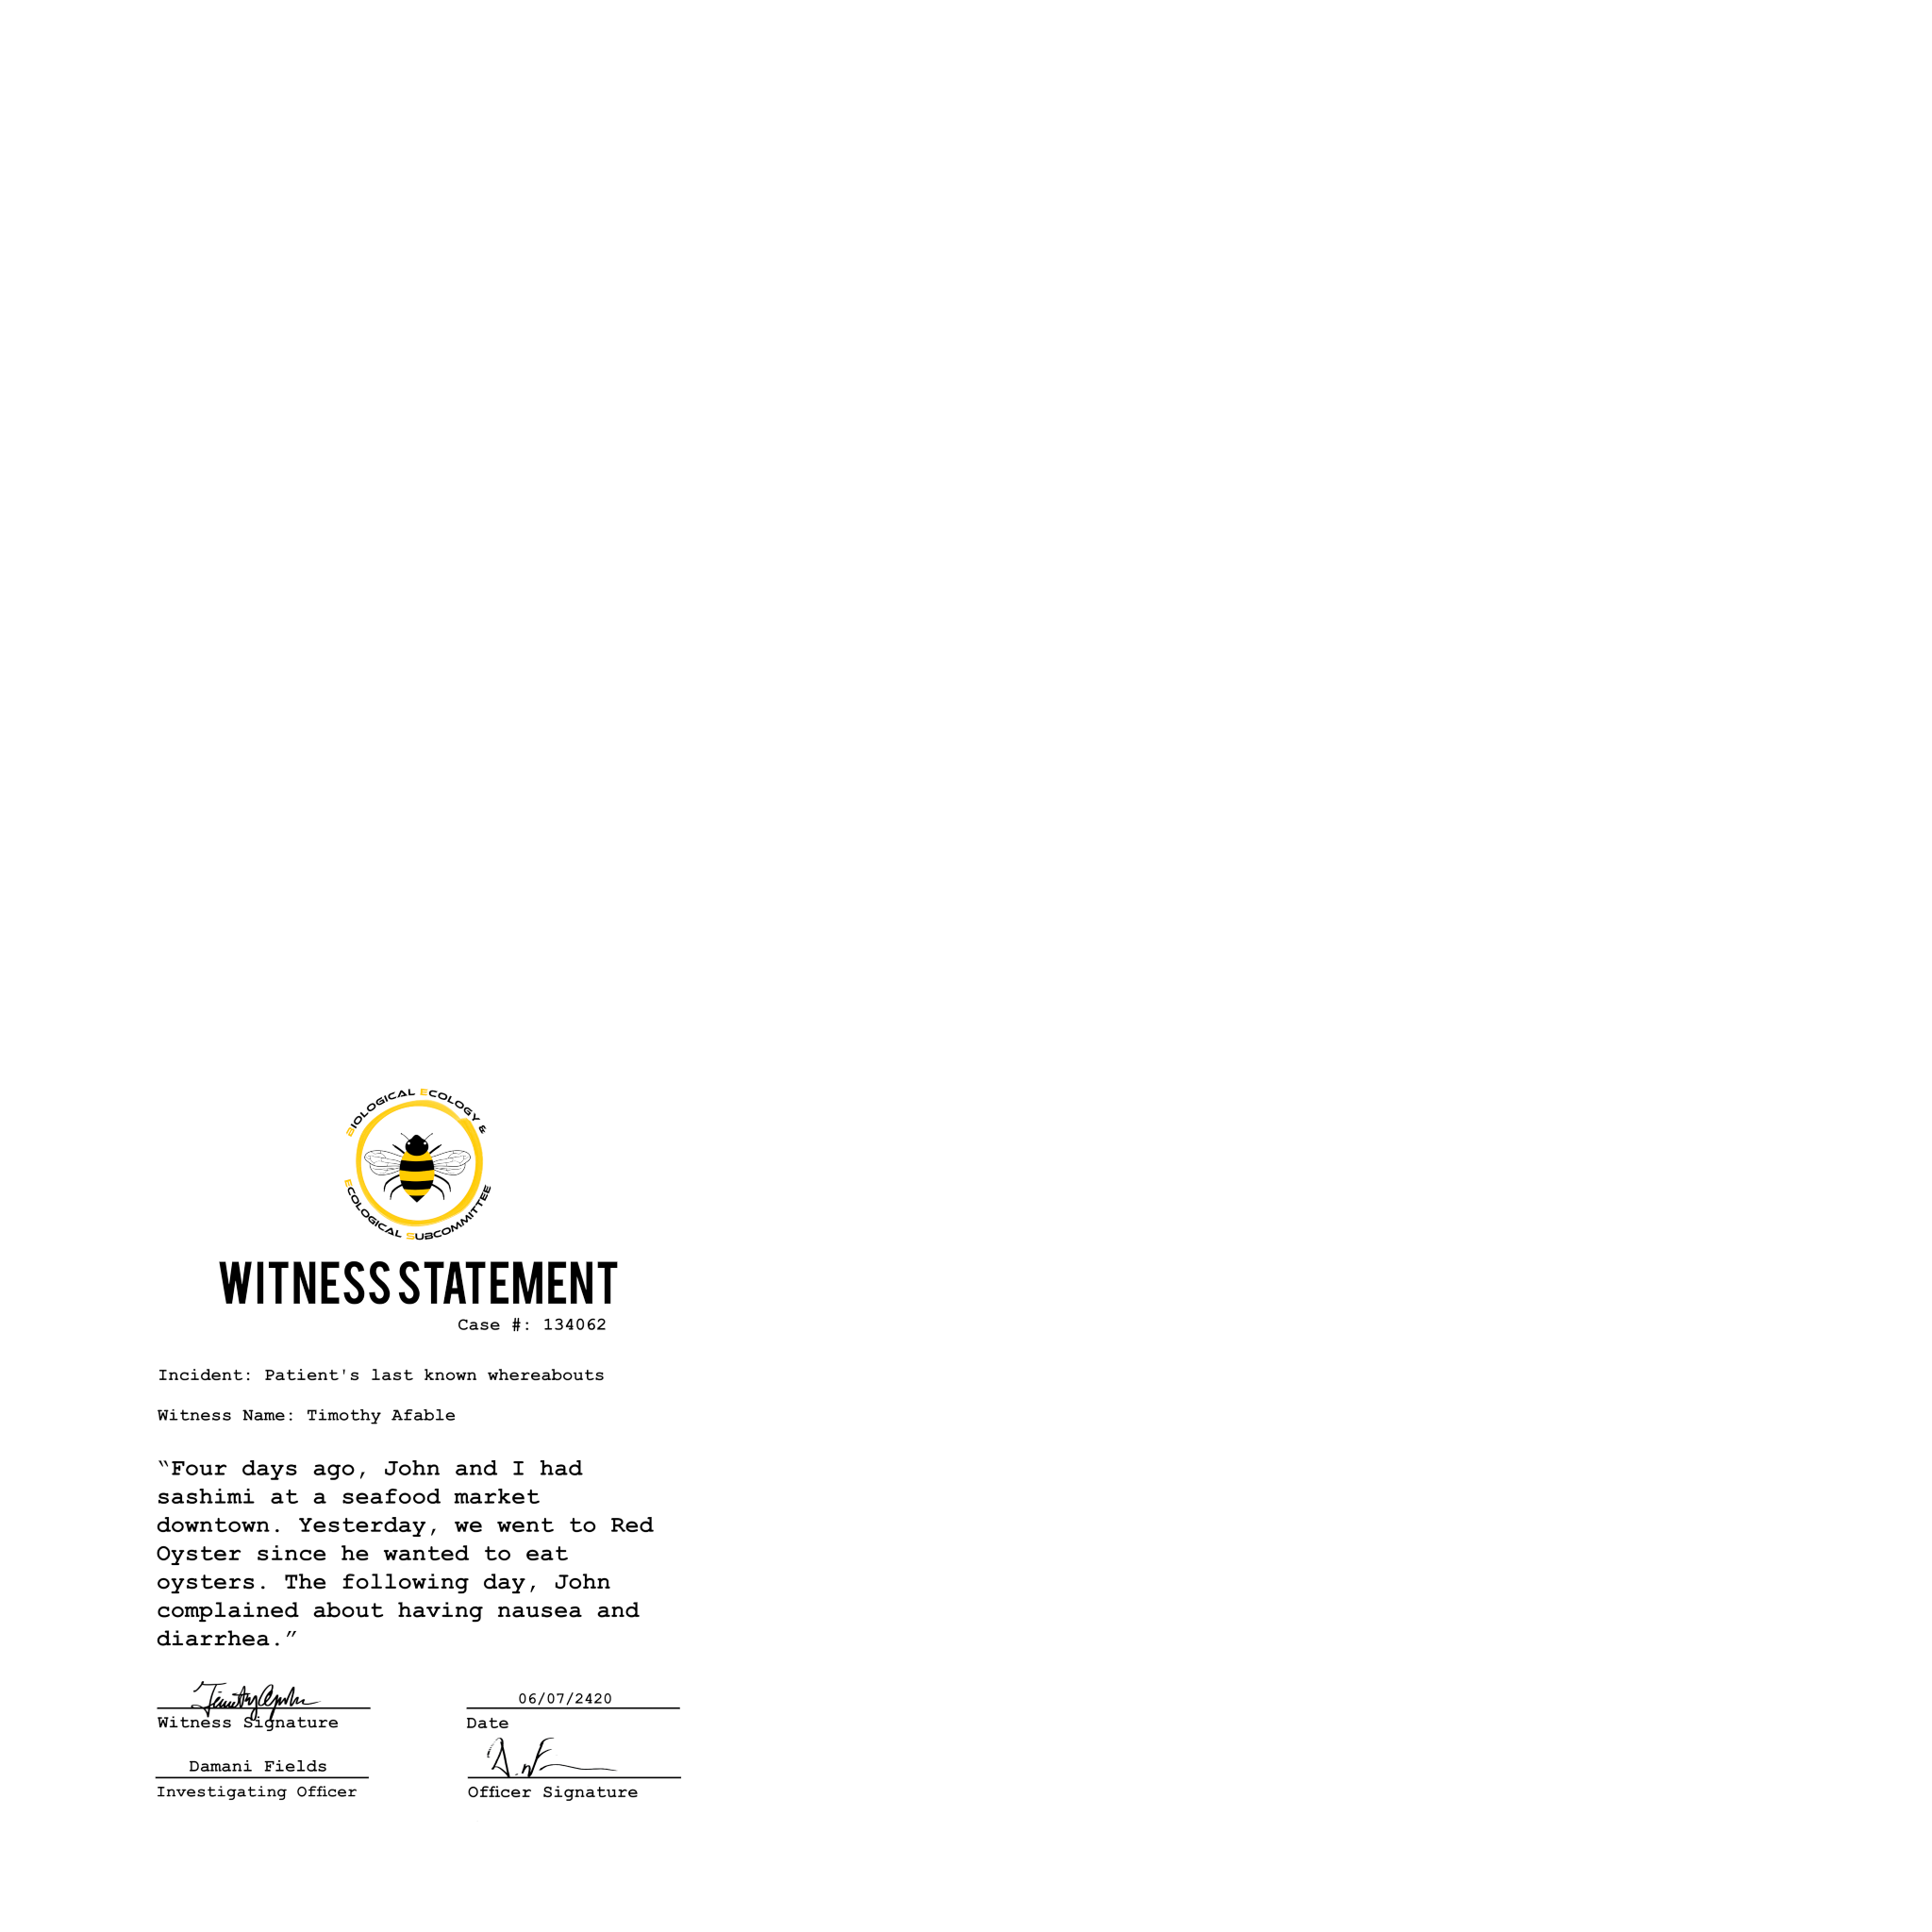 BIOLOGICAL ECOLOGY &
ECOLOGICAL SUBCOMMITTEE
WITNESS STATEMENT
Case #: 134062
Incident: Patient's last known whereabouts
Witness Name: Timothy Afable
“Four days ago, John and I had
sashimi at a seafood market
downtown. Yesterday, we went to Red
Oyster since he wanted to eat
oysters. The following day, John
complained about having nausea and
diarrhea.”
06/07/2420
Witness Signature
Date
Damani Fields
Investigating Officer
Officer Signature